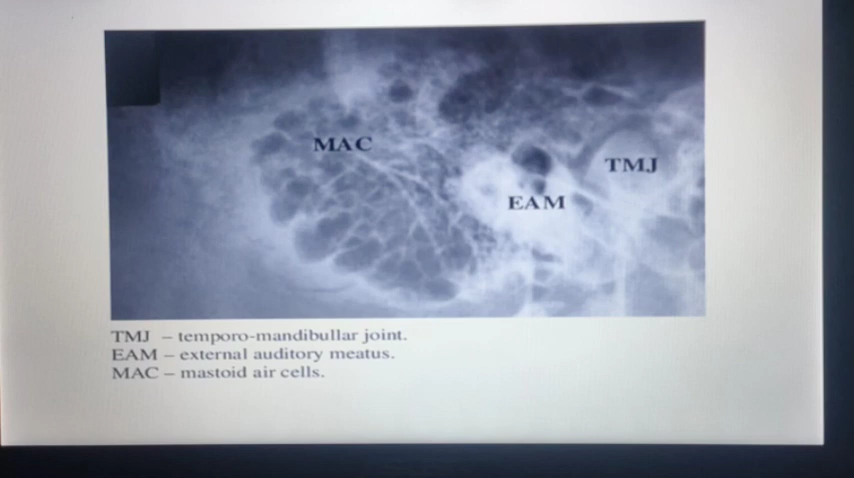 MAC
TMJ
EAM
TMJ – temporo-mandibullar joint.
EAM – external auditory meatus.
MAC – mastoid air cells.